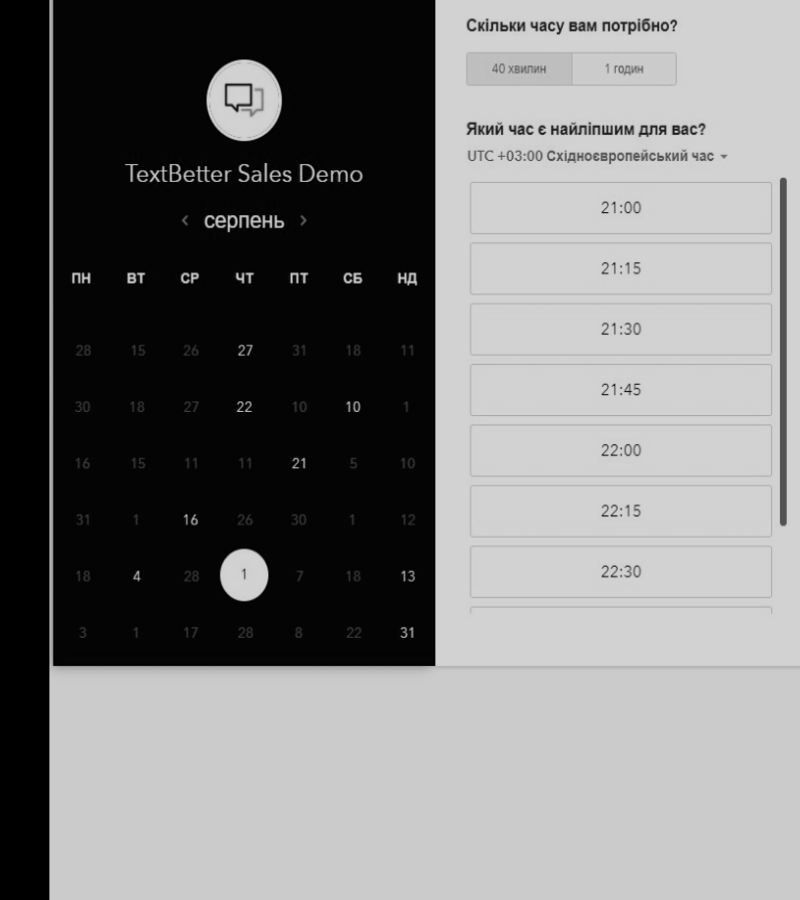 TextBetter Sales Demo
серпень
ПН ВТ СР ЧТ ПТ СБ НД
28 15 26 27 31 18 11
30 18 27 22 10 10 1
16 15 11 11 21 5 10
31 1 16 26 30 1 12
18 4 28 1 7 18 13
3 1 17 28 8 22 31
Скільки часу вам потрібно?
40 хвилин 1 годин
Який час є найліпшим для вас?
UTC +03:00 Східноєвропейський час
21:00
21:15
21:30
21:45
22:00
22:15
22:30